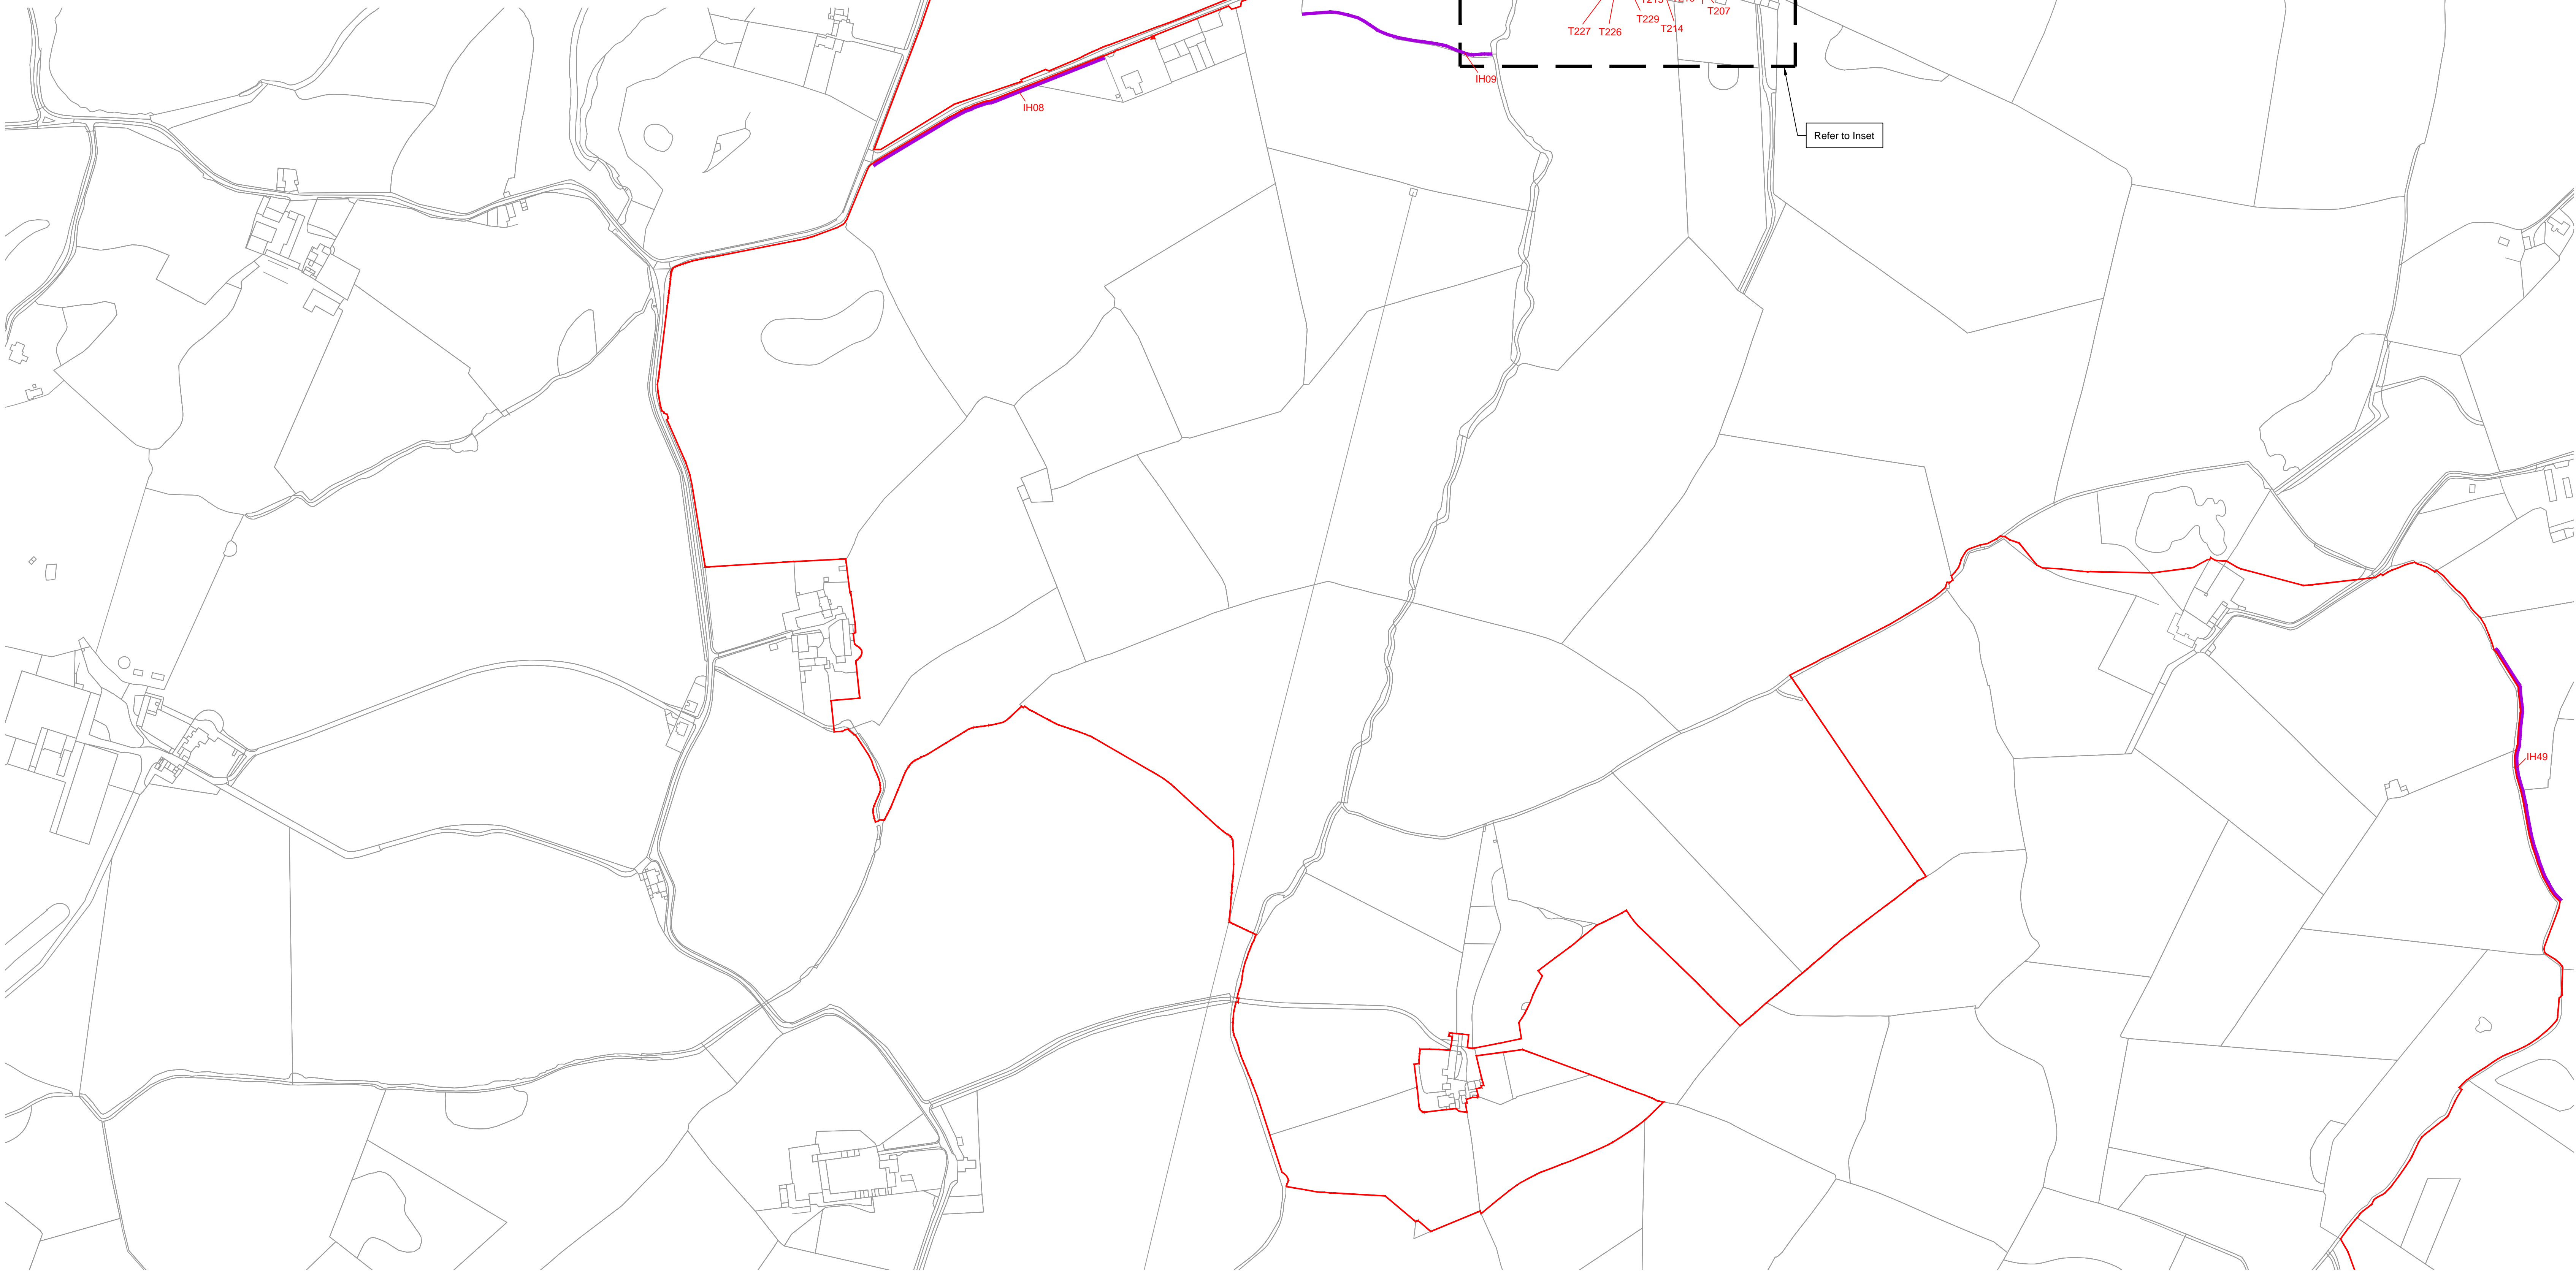 T207
T229
T214
T227 T226
IH09
IH08
Refer to Inset
IH49